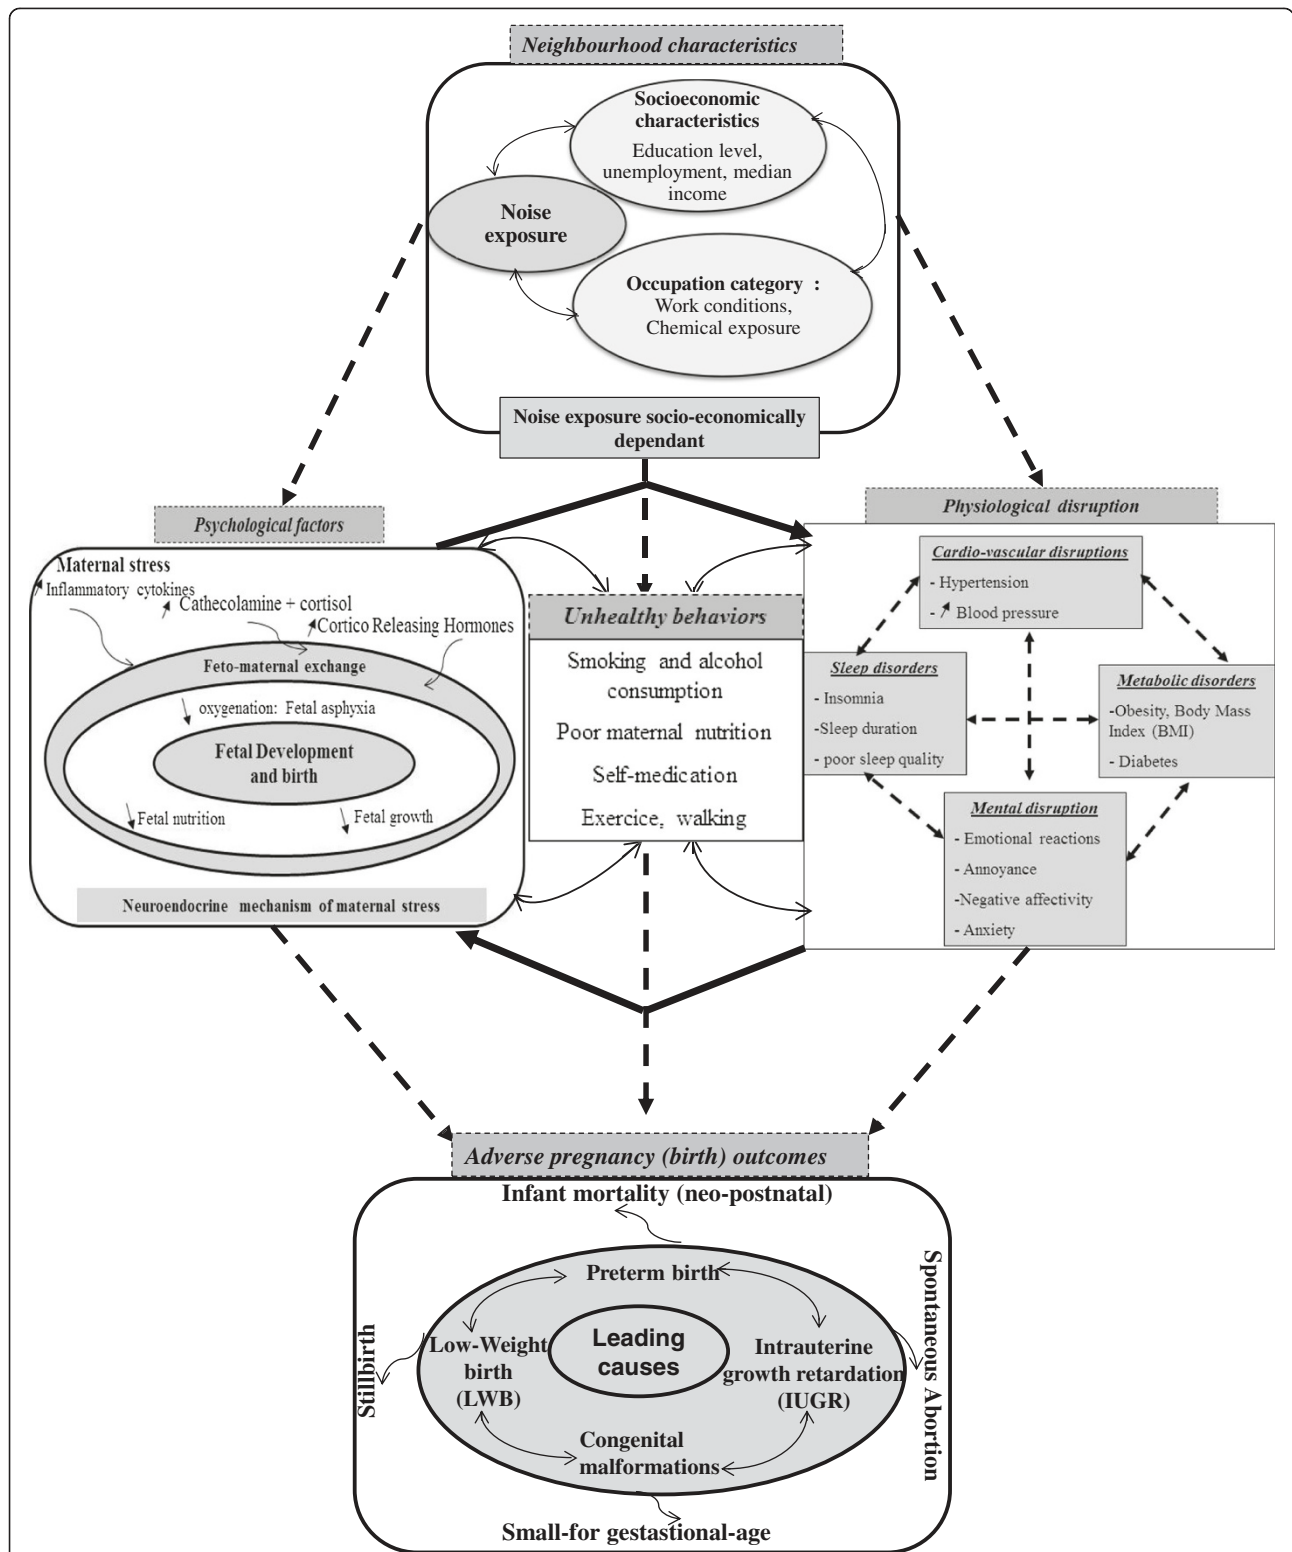 Neighbourhood characteristics
Socioeconomic
characteristics
Education level,
unemployment, median
income
Noise
exposure
Occupation category :
Work conditions,
Chemical exposure
Noise exposure socio-economically
dependant
Psychological factors
Maternal stress
Inflammatory cytokines
Cathecolamine + cortisol
Cortico Releasing Hormones
Feto-maternal exchange
oxygenation: Fetal asphyxia
Fetal Development
and birth
Fetal nutrition
Fetal growth
Neuroendocrine mechanism of maternal stress
Unhealthy behaviors
Smoking and alcohol
consumption
Poor maternal nutrition
Self-medication
Exercice, walking
Physiological disruption
Cardio-vascular disruptions
- Hypertension
- Blood pressure
Sleep disorders
- Insomnia
-Sleep duration
- poor sleep quality
Metabolic disorders
-Obesity, Body Mass
Index (BMI)
- Diabetes
Mental disruption
- Emotional reactions
- Annoyance
-Negative affectivity
- Anxiety
Adverse pregnancy (birth) outcomes
Infant mortality (neo-postnatal)
Preterm birth
Stillbirth
Low-Weight
birth
(LWB)
Leading
causes
Intrauterine
growth retardation
(IUGR)
Spontaneous Abortion
Congenital
malformations
Small-for gestastional-age